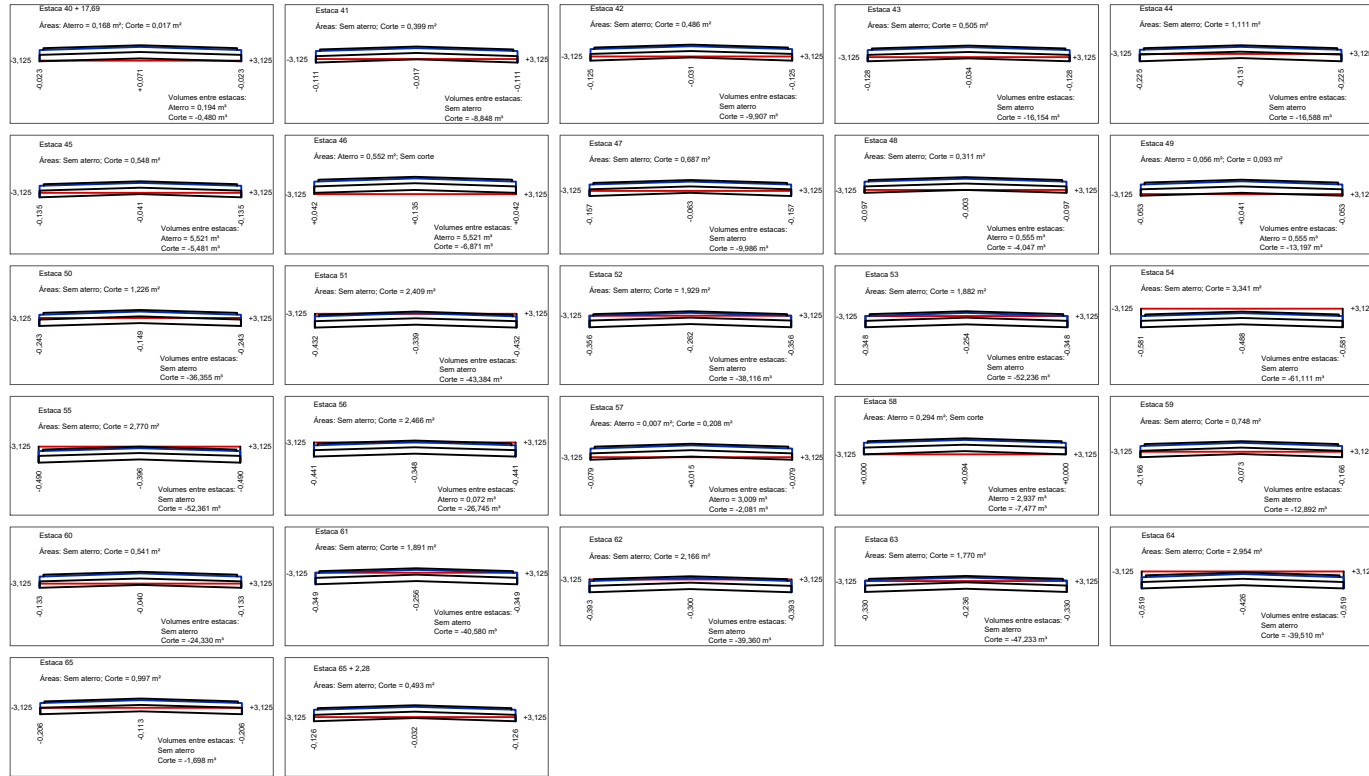 Estaca 40 + 17,69
Áreas: Aterro = 0,168 m²; Corte = 0,017 m²
-3,125
+3,125
-0,023
+0,071
-0,023
Volumes entre estacas:
Aterro = 0,194 m³
Corte = -0,480 m³
Estaca 41
Áreas: Sem aterro; Corte = 0,399 m²
-3,125
+3,125
-0,111
-0,017
-0,111
Volumes entre estacas:
Sem aterro
Corte = -8,848 m³
Estaca 42
Áreas: Sem aterro; Corte = 0,486 m²
-3,125
+3,125
-0,125
-0,031
-0,125
Volumes entre estacas:
Sem aterro
Corte = -9,907 m³
Estaca 43
Áreas: Sem aterro; Corte = 0,505 m²
-3,125
+3,125
-0,128
-0,034
-0,128
Volumes entre estacas:
Sem aterro
Corte = -16,154 m³
Estaca 44
Áreas: Sem aterro; Corte = 1,111 m²
-3,125
+3,125
-0,225
-0,131
-0,225
Volumes entre estacas:
Sem aterro
Corte = -16,588 m³
Estaca 45
Áreas: Sem aterro; Corte = 0,548 m²
-3,125
+3,125
-0,135
-0,041
-0,135
Volumes entre estacas:
Aterro = 5,521 m³
Corte = -5,481 m³
Estaca 46
Áreas: Aterro = 0,552 m²; Sem corte
-3,125
+3,125
+0,042
+0,135
+0,042
Volumes entre estacas:
Aterro = 5,521 m³
Corte = -6,871 m³
Estaca 47
Áreas: Sem aterro; Corte = 0,687 m²
-3,125
+3,125
-0,157
-0,063
-0,157
Volumes entre estacas:
Sem aterro
Corte = -9,986 m³
Estaca 48
Áreas: Sem aterro; Corte = 0,311 m²
-3,125
+3,125
-0,097
-0,003
-0,097
Volumes entre estacas:
Aterro = 0,555 m³
Corte = -4,047 m³
Estaca 49
Áreas: Aterro = 0,056 m²; Corte = 0,093 m²
-3,125
+3,125
-0,053
+0,041
-0,053
Volumes entre estacas:
Aterro = 0,555 m³
Corte = -13,197 m³
Estaca 50
Áreas: Sem aterro; Corte = 1,226 m²
-3,125
+3,125
-0,243
-0,149
-0,243
Volumes entre estacas:
Sem aterro
Corte = -36,355 m³
Estaca 51
Áreas: Sem aterro; Corte = 2,409 m²
-3,125
+3,125
-0,432
-0,339
-0,432
Volumes entre estacas:
Sem aterro
Corte = -43,384 m³
Estaca 52
Áreas: Sem aterro; Corte = 1,929 m²
-3,125
+3,125
-0,356
-0,262
-0,356
Volumes entre estacas:
Sem aterro
Corte = -38,116 m³
Estaca 53
Áreas: Sem aterro; Corte = 1,882 m²
-3,125
+3,125
-0,348
-0,254
-0,348
Volumes entre estacas:
Sem aterro
Corte = -52,236 m³
Estaca 54
Áreas: Sem aterro; Corte = 3,341 m²
-3,125
+3,125
-0,581
-0,488
-0,581
Volumes entre estacas:
Sem aterro
Corte = -61,111 m³
Estaca 55
Áreas: Sem aterro; Corte = 2,770 m²
-3,125
+3,125
-0,490
-0,396
-0,490
Volumes entre estacas:
Sem aterro
Corte = -52,361 m³
Estaca 56
Áreas: Sem aterro; Corte = 2,466 m²
-3,125
+3,125
-0,441
-0,348
-0,441
Volumes entre estacas:
Aterro = 0,072 m³
Corte = -26,745 m³
Estaca 57
Áreas: Aterro = 0,007 m²; Corte = 0,208 m²
-3,125
+3,125
-0,079
+0,015
-0,079
Volumes entre estacas:
Aterro = 3,009 m³
Corte = -2,081 m³
Estaca 58
Áreas: Aterro = 0,294 m²; Sem corte
-3,125
+3,125
+0,000
+0,094
+0,000
Volumes entre estacas:
Aterro = 2,937 m³
Corte = -7,477 m³
Estaca 59
Áreas: Sem aterro; Corte = 0,748 m²
-3,125
+3,125
-0,166
-0,073
-0,166
Volumes entre estacas:
Sem aterro
Corte = -12,892 m³
Estaca 60
Áreas: Sem aterro; Corte = 0,541 m²
-3,125
+3,125
-0,133
-0,040
-0,133
Volumes entre estacas:
Sem aterro
Corte = -24,330 m³
Estaca 61
Áreas: Sem aterro; Corte = 1,891 m²
-3,125
+3,125
-0,349
-0,256
-0,349
Volumes entre estacas:
Sem aterro
Corte = -40,580 m³
Estaca 62
Áreas: Sem aterro; Corte = 2,166 m²
-3,125
+3,125
-0,393
-0,300
-0,393
Volumes entre estacas:
Sem aterro
Corte = -39,360 m³
Estaca 63
Áreas: Sem aterro; Corte = 1,770 m²
-3,125
+3,125
-0,330
-0,236
-0,330
Volumes entre estacas:
Sem aterro
Corte = -47,233 m³
Estaca 64
Áreas: Sem aterro; Corte = 2,954 m²
-3,125
+3,125
-0,519
-0,426
-0,519
Volumes entre estacas:
Sem aterro
Corte = -39,510 m³
Estaca 65
Áreas: Sem aterro; Corte = 0,997 m²
-3,125
+3,125
-0,206
-0,113
-0,206
Volumes entre estacas:
Sem aterro
Corte = -1,698 m³
Estaca 65 + 2,28
Áreas: Sem aterro; Corte = 0,493 m²
-3,125
+3,125
-0,126
-0,032
-0,126